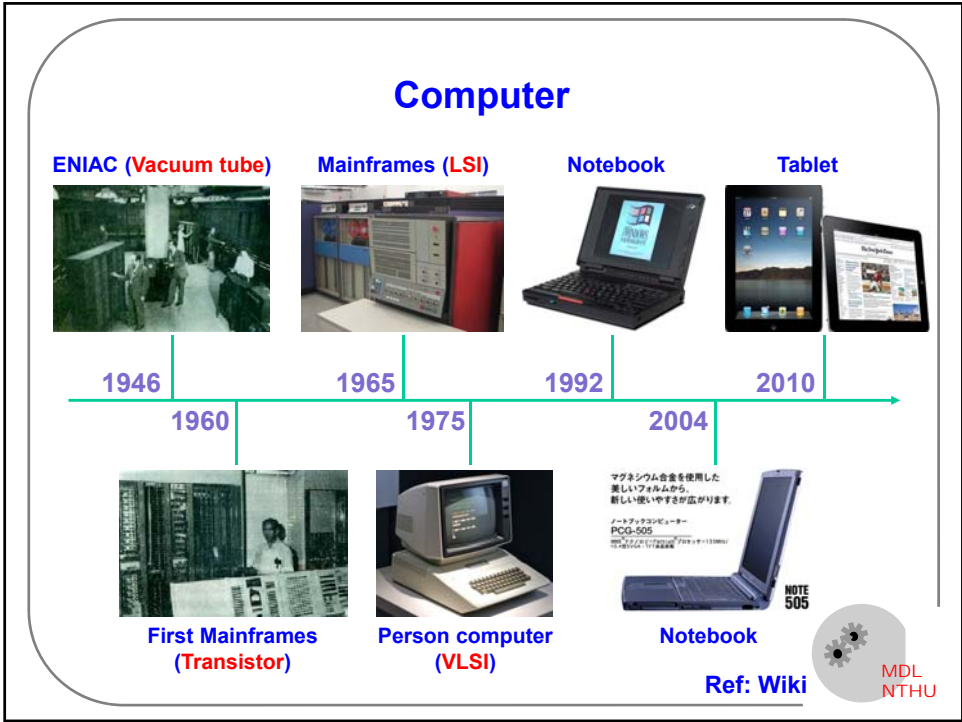 Computer
ENIAC (Vacuum tube)
Mainframes (LSI)
Notebook
Tablet
1946
1965
1992
2010
1960
1975
2004
マグネシウム合金を使用した
美しいフォルムから、
新しい使いやすさが広がります.
ノートブックコンピューター
PCG-505
NOTE
505
First Mainframes
(Transistor)
Person computer
(VLSI)
Notebook
Ref: Wiki
MDL
NTHU